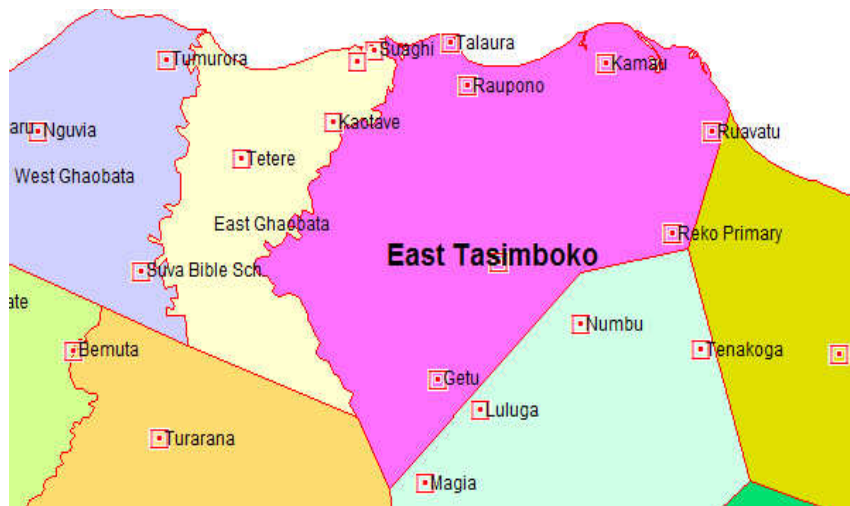 Suaghi
Talaura
Tumurora
Kamau
Raupono
Kaotave
aru
Nguvia
Ruavatu
Tetere
West Ghaobata
East Ghaobata
Reko Primary
East Tasimboko
Suva Bible Sch
ate
Numbu
Bemuta
Tenakoga
Getu
Luluga
Turarana
Magia